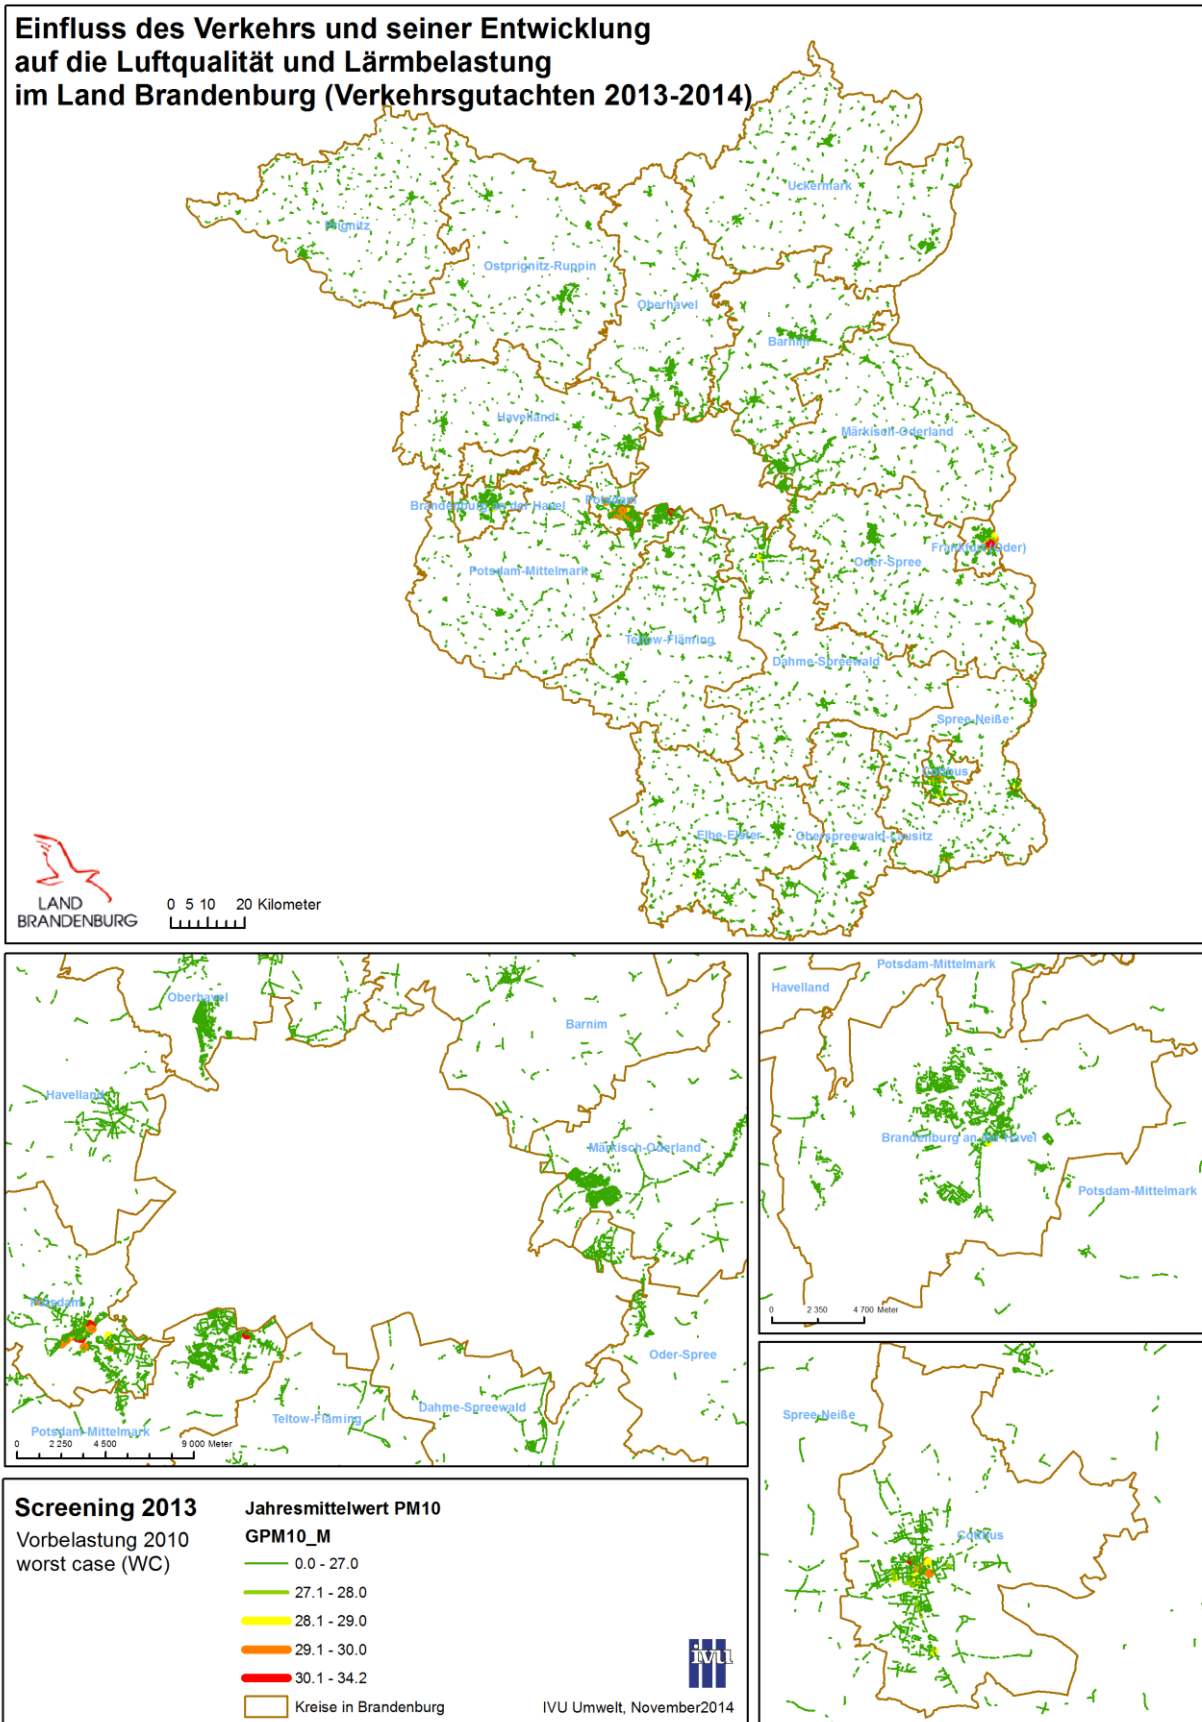 Einfluss des Verkehrs und seiner Entwicklung
auf die Luftqualität und Lärmbelastung
im Land Brandenburg (Verkehrsgutachten 2013-2014)
Uckermark
Prignitz
Ostprignitz-Ruppin
Oberhavel
Barnim
Havelland
Märkisch-Oderland
Potsdam
Brandenburg an der Havel
Frankfurt (Oder)
Oder-Spree
Potsdam-Mittelmark
Teltow-Fläming
Dahme-Spreewald
Spree-Neiße
Cottbus
Elbe-Elster
Oberspreewald-Lausitz
LAND
BRANDENBURG
0 5 10 20 Kilometer
Oberhavel
Barnim
Havelland
Märkisch-Oderland
Potsdam
Oder-Spree
Dahme-Spreewald
Teltow-Fläming
Potsdam-Mittelmark
0 2 250 4 500 9 000 Meter
Potsdam-Mittelmark
Havelland
Brandenburg an der Havel
Potsdam-Mittelmark
0 2 350 4 700 Meter
Spree-Neiße
Cottbus
Screening 2013
Vorbelastung 2010
worst case (WC)
Jahresmittelwert PM10
GPM10_M
0.0 - 27.0
27.1 - 28.0
28.1 - 29.0
29.1 - 30.0
30.1 - 34.2
Kreise in Brandenburg
ivu
IVU Umwelt, November2014